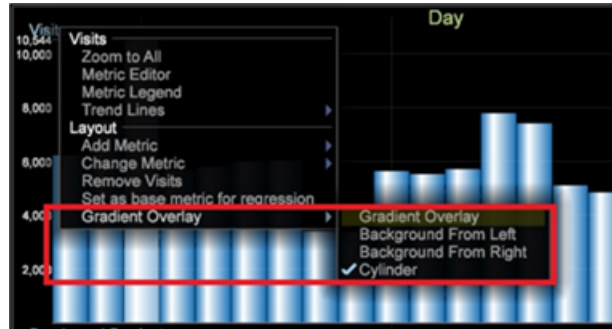 Day
Visits
10,544
10,000
Visits
Zoom to All
Metric Editor
Metric Legend
8,000
Trend Lines
Layout
Add Metric
6,000
Change Metric
Remove Visits
Set as base metric for regression
4,000
Gradient Overlay
Gradient Overlay
Background From Left
Background From Right
2,000
Cylinder